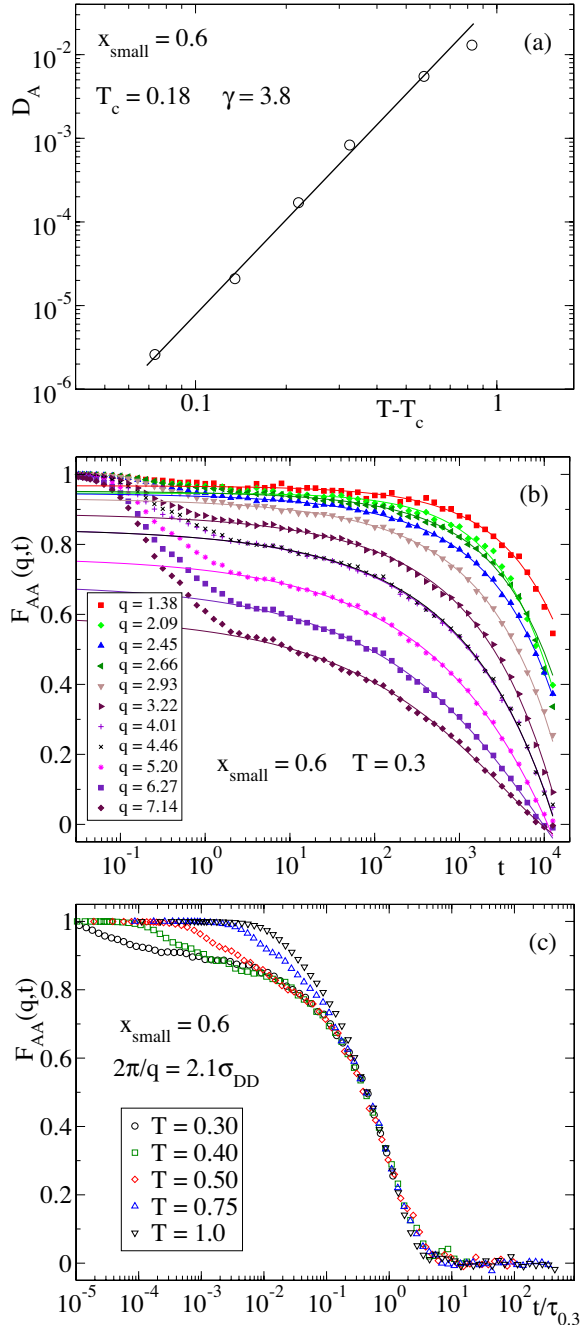 x_small = 0.6
(a)
T_c = 0.18 γ = 3.8
D_A
10^-2
10^-3
10^-4
10^-5
10^-6
0.1 1
T-T_c
(b)
F_AA (q,t)
1
0.8
0.6
0.4
0.2
0
q = 1.38
q = 2.09
q = 2.45
q = 2.66
q = 2.93
q = 3.22
q = 4.01
q = 4.46
q = 5.20
q = 6.27
q = 7.14
x_small = 0.6 T = 0.3
10^-1 10^0 10^1 10^2 10^3 t 10^4
(c)
F_AA(q,t)
1
0.8
0.6
0.4
0.2
0
x_small = 0.6
2π/q = 2.1σ_DD
T = 0.30
T = 0.40
T = 0.50
T = 0.75
T = 1.0
10^-5 10^-4 10^-3 10^-2 10^-1 10^0 10^1 10^2
t/τ_0.3